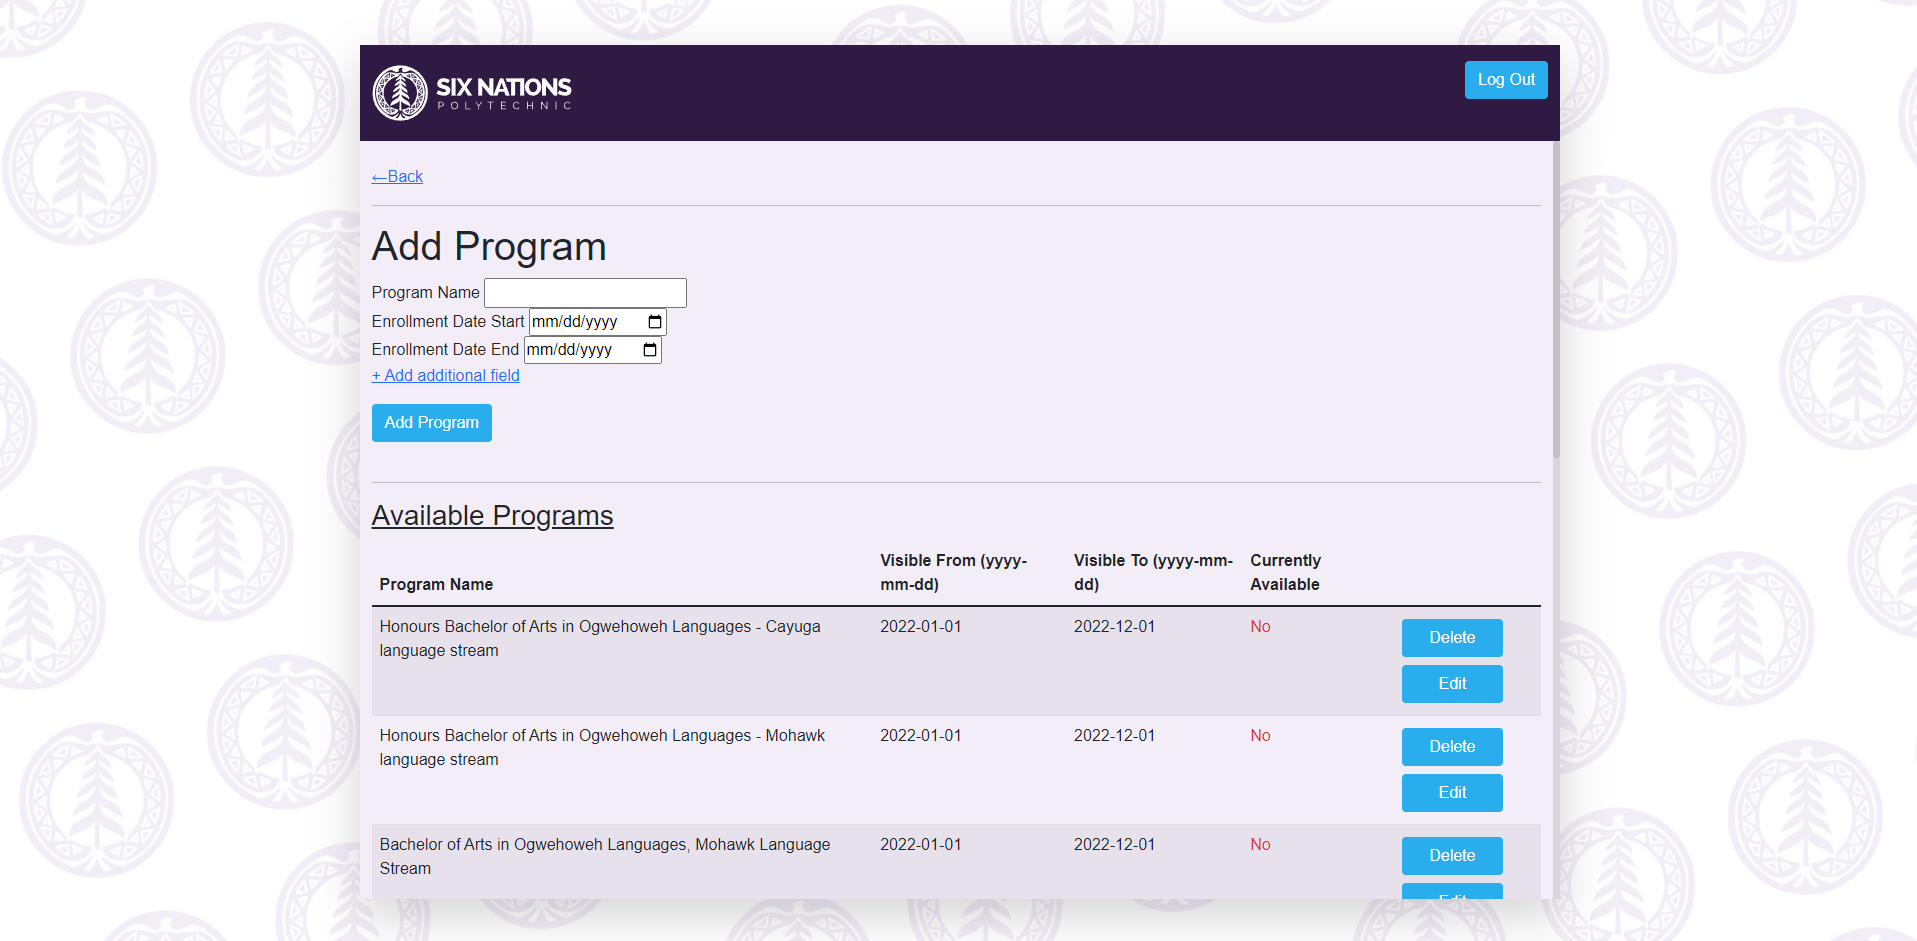 SIX NATIONS
POLYTECHNIC
Log Out
←Back
Add Program
Program Name
Enrollment Date Start mm/dd/yyyy
Enrollment Date End mm/dd/yyyy
+ Add additional field
Add Program
Available Programs
Program Name
Visible From (yyyy-
mm-dd)
Visible To (yyyy-mm-
dd)
Currently
Available
Honours Bachelor of Arts in Ogwehoweh Languages - Cayuga
language stream
2022-01-01
2022-12-01
No
Delete
Edit
Honours Bachelor of Arts in Ogwehoweh Languages - Mohawk
language stream
2022-01-01
2022-12-01
No
Delete
Edit
Bachelor of Arts in Ogwehoweh Languages, Mohawk Language
Stream
2022-01-01
2022-12-01
No
Delete
Edit